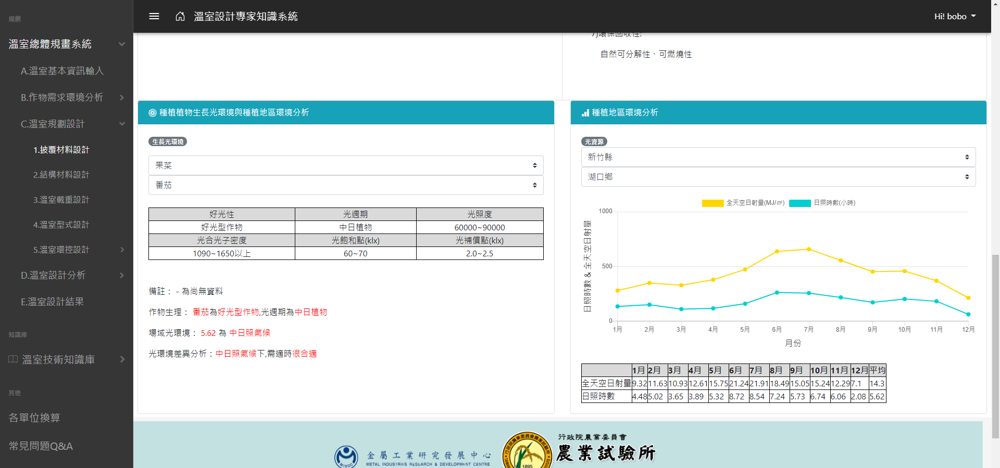 規劃
溫室總體規畫系統
A.溫室基本資訊輸入
B.作物需求環境分析
C.溫室規劃設計
1.披覆材料設計
2.結構材料設計
3.溫室載重設計
4.溫室型式設計
5.溫室環控設計
D.溫室設計分析
E.溫室設計結果
知識庫
溫室技術知識庫
其他
各單位換算
常見問題Q&A
溫室設計專家知識系統
Hi! bobo
7)環保回收性:
自然可分解性、可燃燒性
種植植物生長光環境與種植地區環境分析
生長光環境
果菜
番茄
好光性 光週期 光照度
好光型作物 中日植物 60000~90000
光合光子密度 光飽和點(klx) 光補償點(klx)
1090~1650以上 60~70 2.0~2.5
備註： - 為尚無資料
作物生理： 番茄為好光型作物,光週期為中日植物
場域光環境： 5.62 為 中日照氣候
光環境差異分析：中日照氣候下,需適時很合適
種植地區環境分析
光資源
新竹縣
湖口鄉
全天空日射量(MJ/㎡) 日照時數(小時)
日照時數 & 全天空日射量
1000
500
0
1月 2月 3月 4月 5月 6月 7月 8月 9月 10月 11月 12月
月份
1月 2月 3月 4月 5月 6月 7月 8月 9月 10月 11月 12月 平均
全天空日射量 9.32 11.63 10.93 12.61 15.75 21.24 21.91 18.49 15.05 15.24 12.29 7.1 14.3
日照時數 4.48 5.02 3.65 3.89 5.32 8.72 8.54 7.24 5.73 6.74 6.06 2.08 5.62
MIRDC
金屬工業研究發展中心
METAL INDUSTRIES RESEARCH & DEVELOPMENT CENTRE
行政院農業委員會農業試驗所
1895
行政院農業委員會
農業試驗所